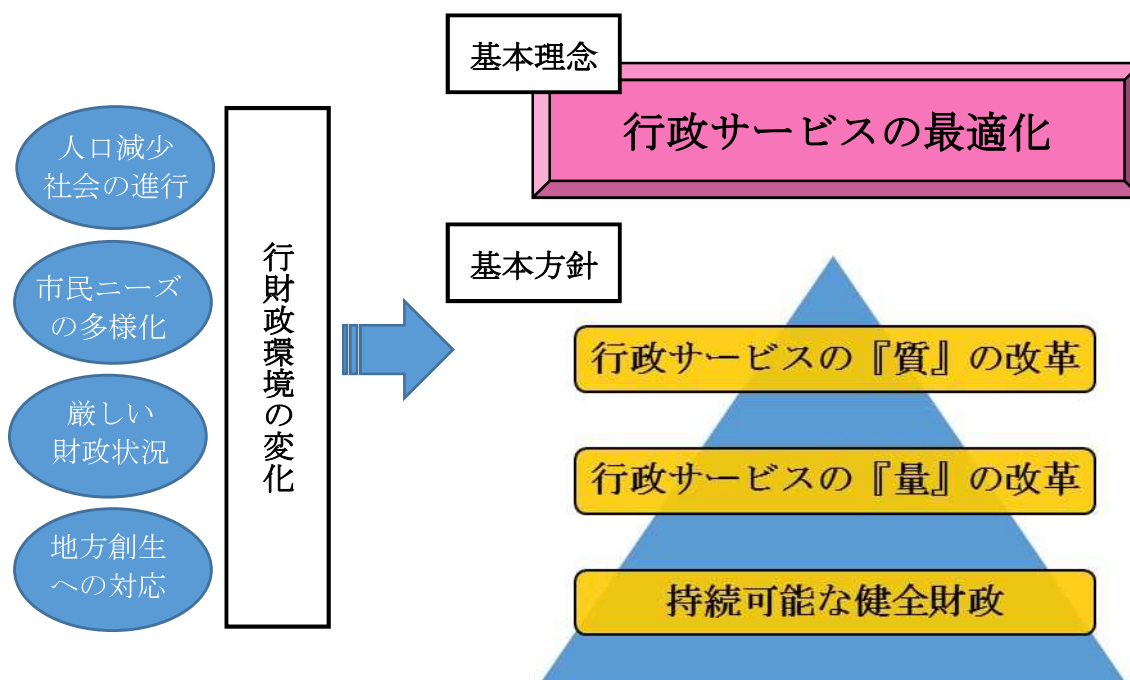 人口減少
社会の進行
市民ニーズ
の多様化
厳しい
財政状況
地方創生
への対応
行財政環境の変化
基本理念
行政サービスの最適化
基本方針
行政サービスの『質』の改革
行政サービスの『量』の改革
持続可能な健全財政